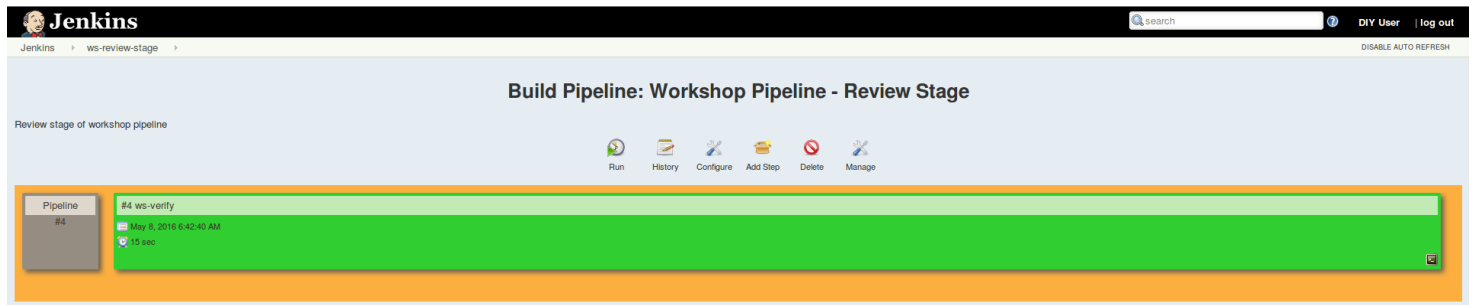 Jenkins
search
DIY User | log out
Jenkins ws-review-stage
DISABLE AUTO REFRESH
Build Pipeline: Workshop Pipeline - Review Stage
Review stage of workshop pipeline
Run History Configure Add Step Delete Manage
Pipeline
#4
#4 ws-verify
May 8, 2016 6:42:40 AM
15 sec